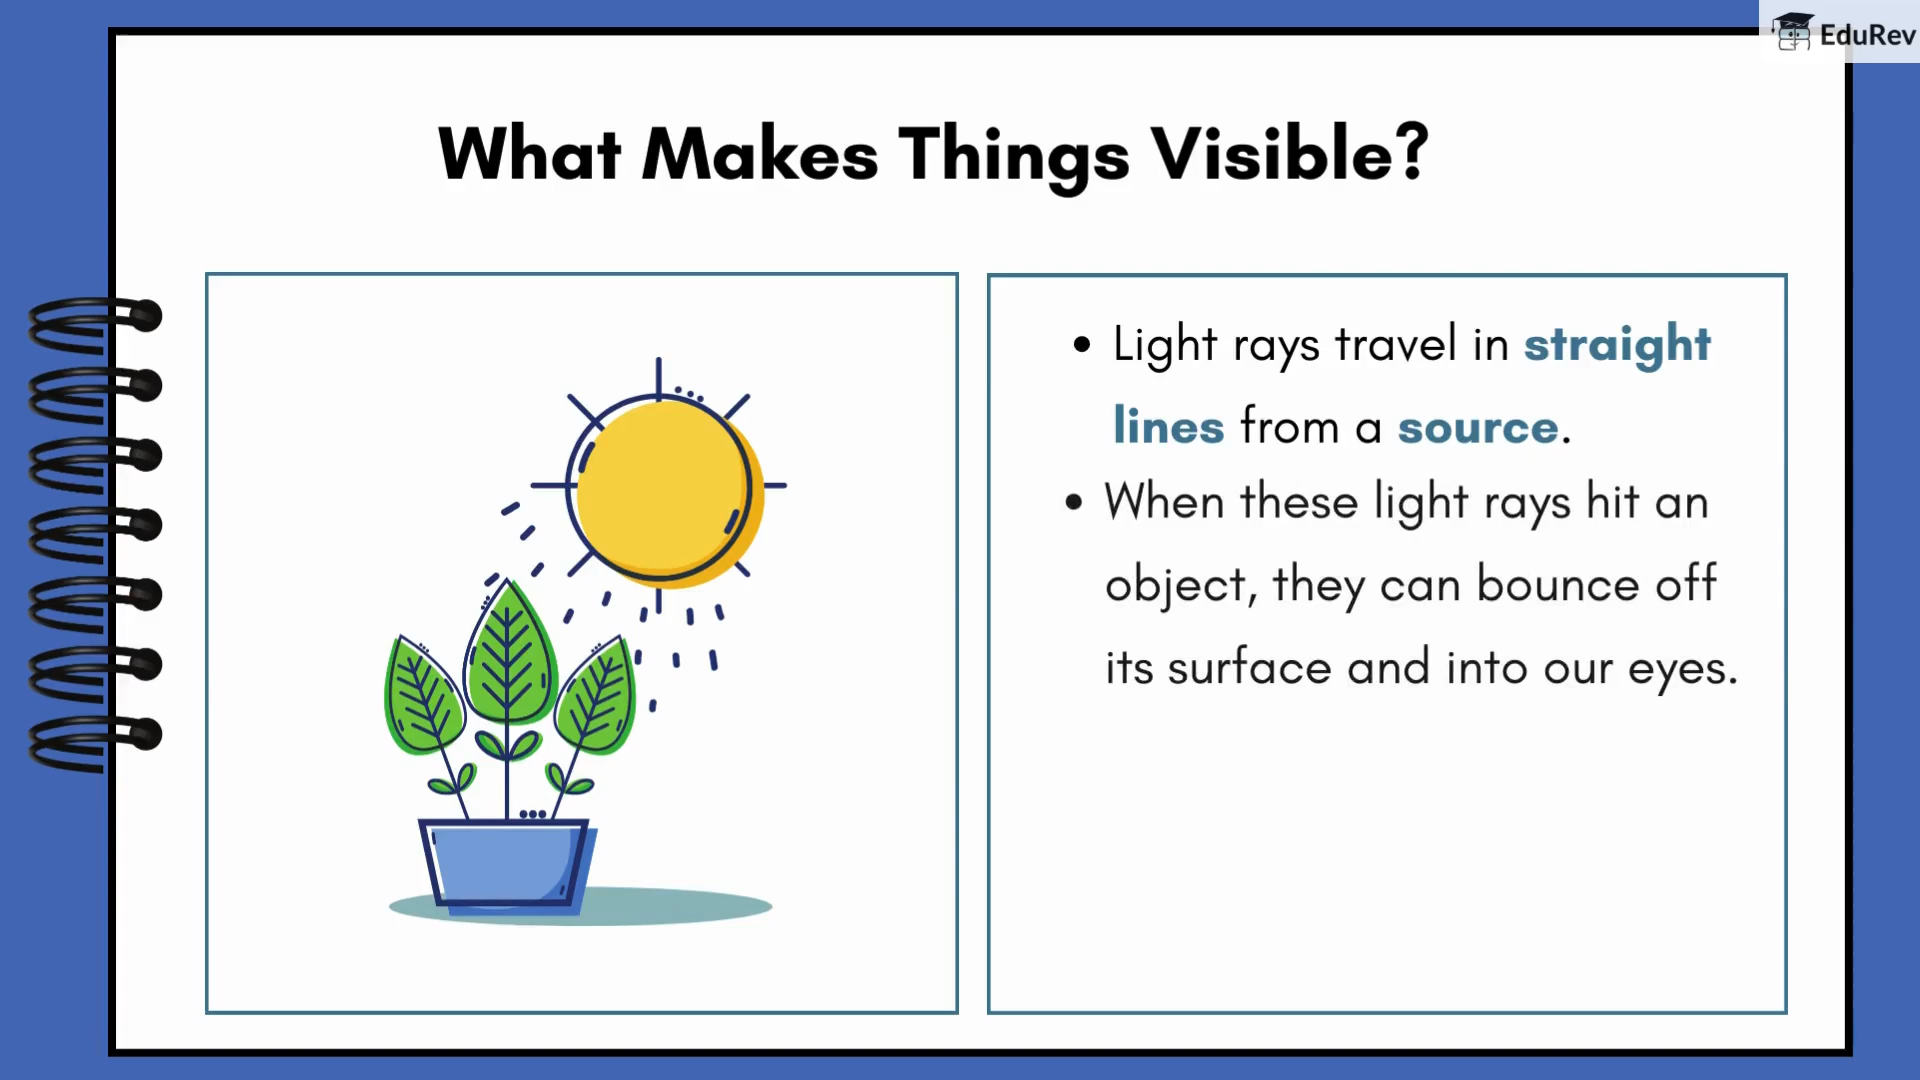 EduRev
What Makes Things Visible?
• Light rays travel in straight
lines from a source.
• When these light rays hit an
object, they can bounce off
its surface and into our eyes.